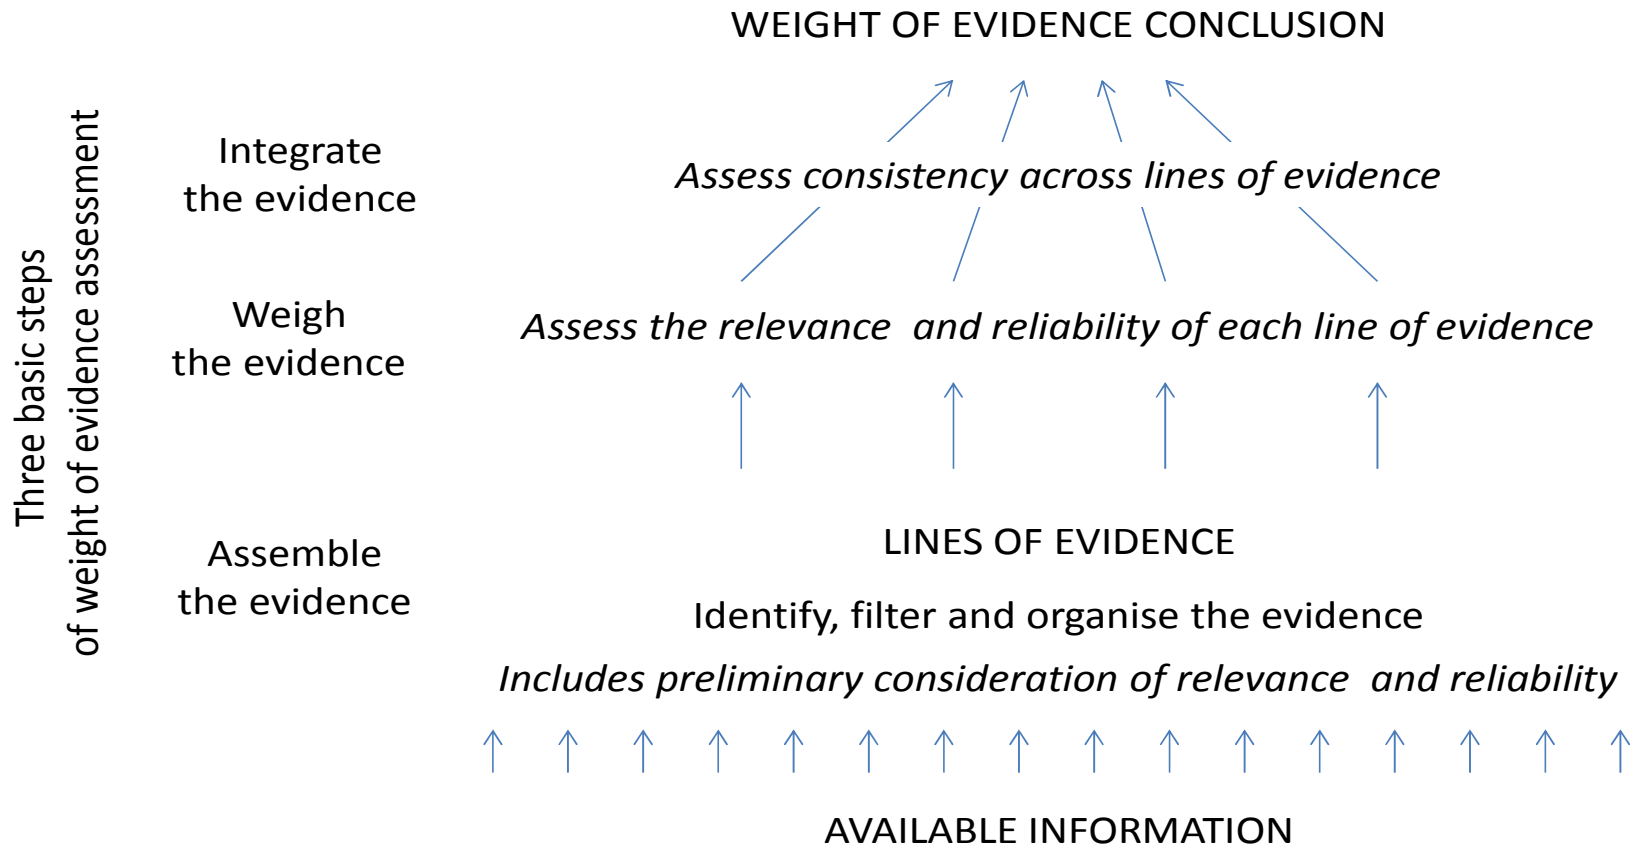 WEIGHT OF EVIDENCE CONCLUSION
Three basic steps
of weight of evidence assessment
Integrate
the evidence
Assess consistency across lines of evidence
Weigh
the evidence
Assess the relevance  and reliability of each line of evidence
Assemble
the evidence
LINES OF EVIDENCE
Identify, filter and organise the evidence
Includes preliminary consideration of relevance  and reliability
AVAILABLE INFORMATION